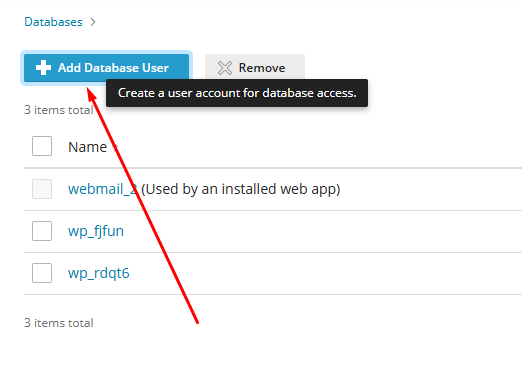 Databases >
Add Database User
Remove
Create a user account for database access.
3 items total
Name
webmail_2 (Used by an installed web app)
wp_fjfun
wp_rdqt6
3 items total